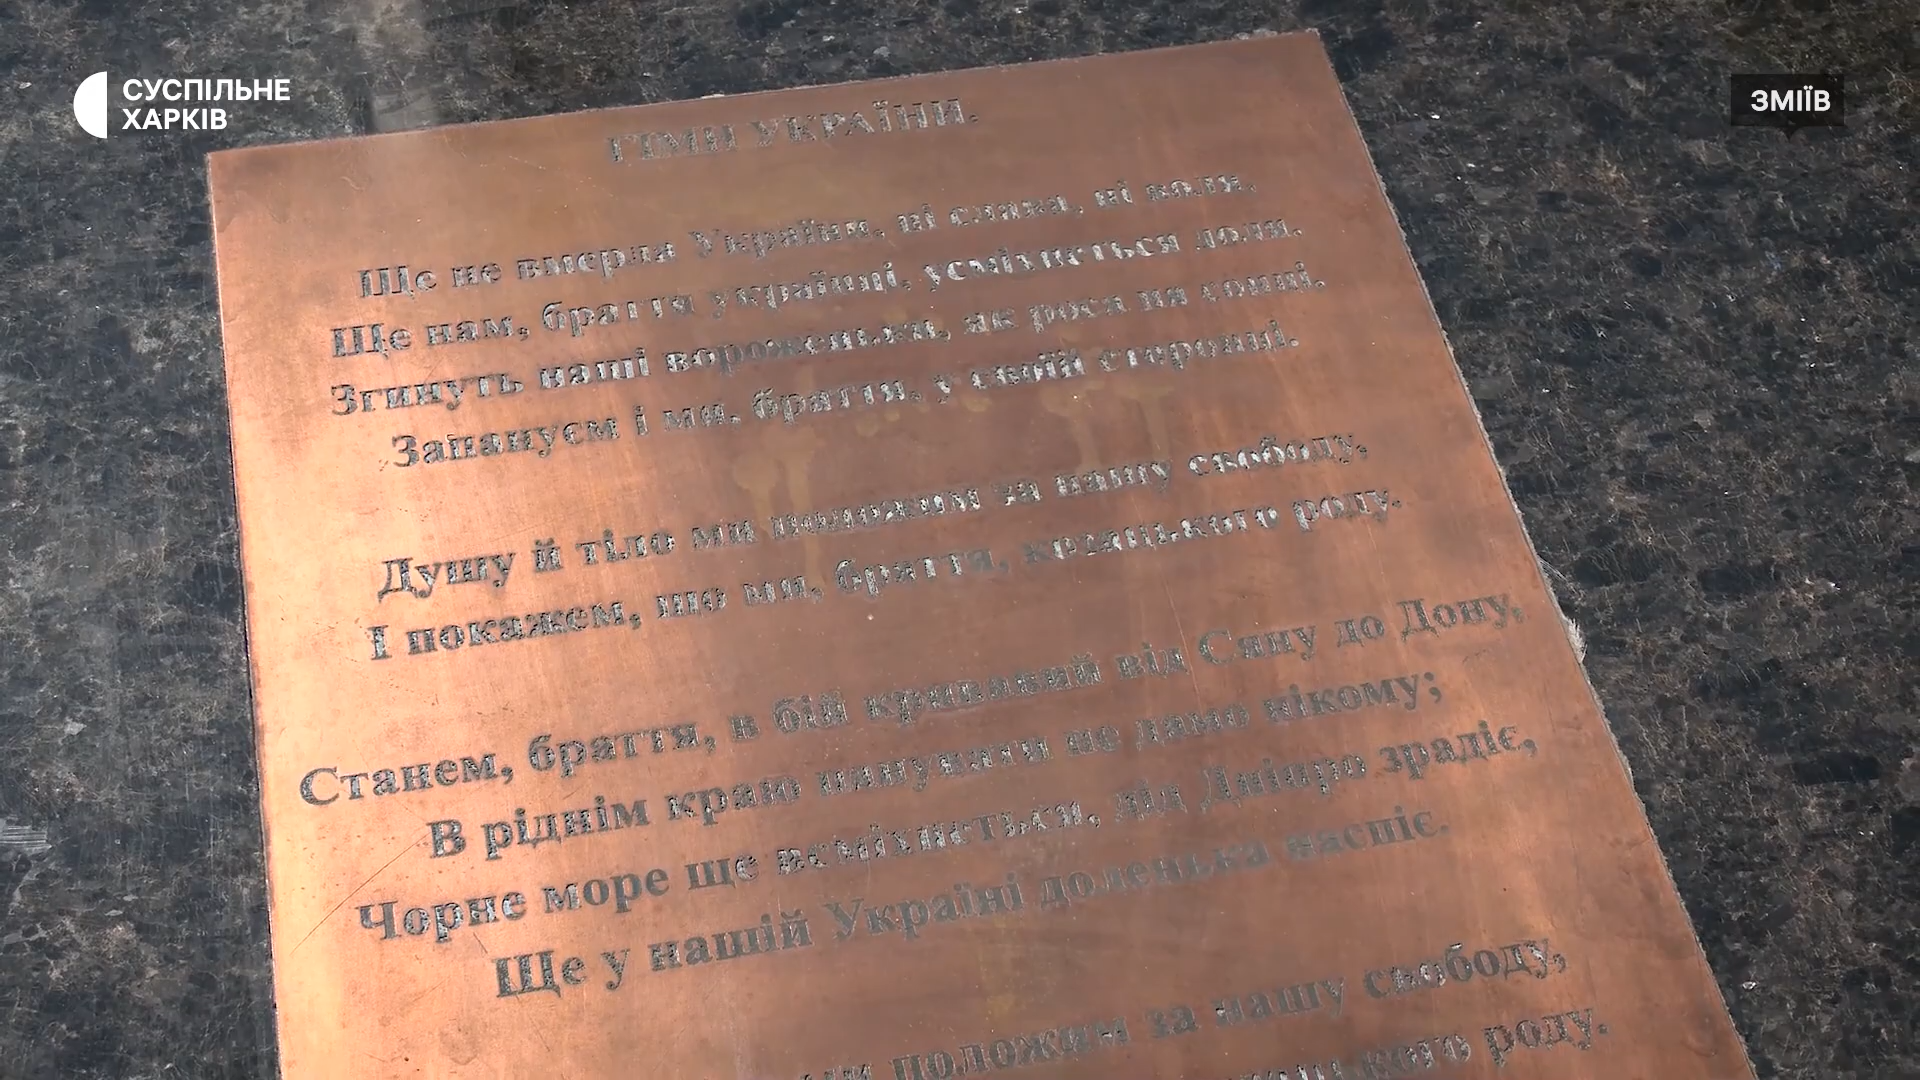 СУСПІЛЬНЕ
ХАРКІВ
ЗМІЇВ
ГІМН УКРАЇНИ.
Ще не вмерла України, ні слава, ні воля,
Ще нам, браття українці, усміхнеться доля.
Згинуть наші вороженьки, як роса на сонці.
Запануєм і ми, браття, у своїй сторонці.
Душу й тіло ми положим за нашу свободу,
І покажем, що ми, браття, козацького роду.
Станем, браття, в бій кривавий від Сяну до Дону,
В ріднім краю панувати не дамо нікому;
Чорне море ще всміхнеться, дід Дніпро зрадіє,
Ще у нашій Україні доленька наспіє.
ми положим за нашу свободу,
роду.